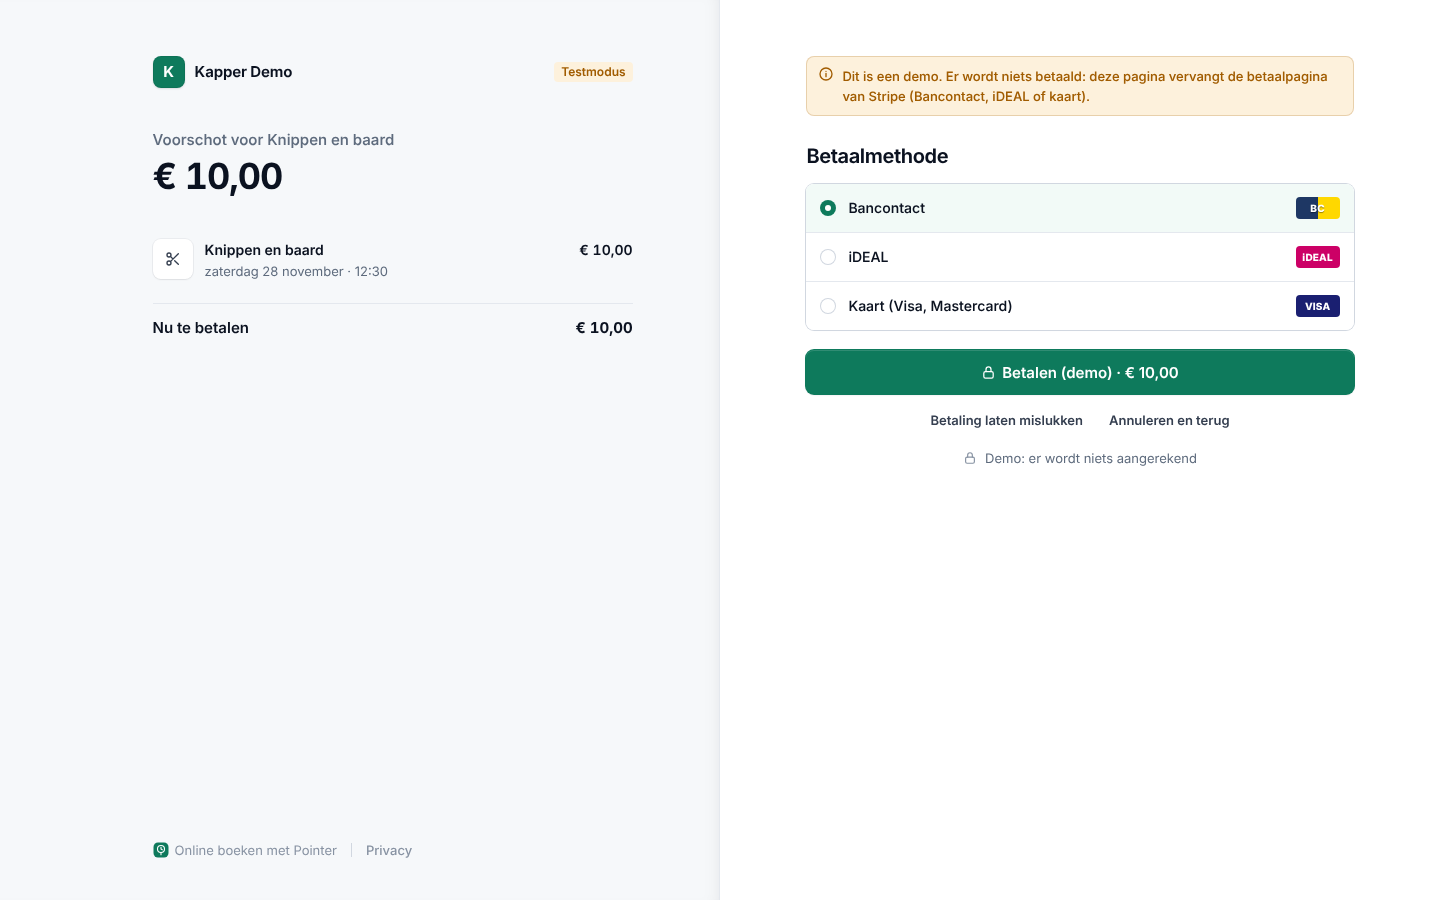 K
Kapper Demo
Testmodus
Voorschot voor Knippen en baard
€ 10,00
Knippen en baard
€ 10,00
zaterdag 28 november · 12:30
Nu te betalen
€ 10,00
Online boeken met Pointer
Privacy
Dit is een demo. Er wordt niets betaald: deze pagina vervangt de betaalpagina
van Stripe (Bancontact, iDEAL of kaart).
Betaalmethode
Bancontact
BC
iDEAL
iDEAL
Kaart (Visa, Mastercard)
VISA
Betalen (demo) · € 10,00
Betaling laten mislukken
Annuleren en terug
Demo: er wordt niets aangerekend